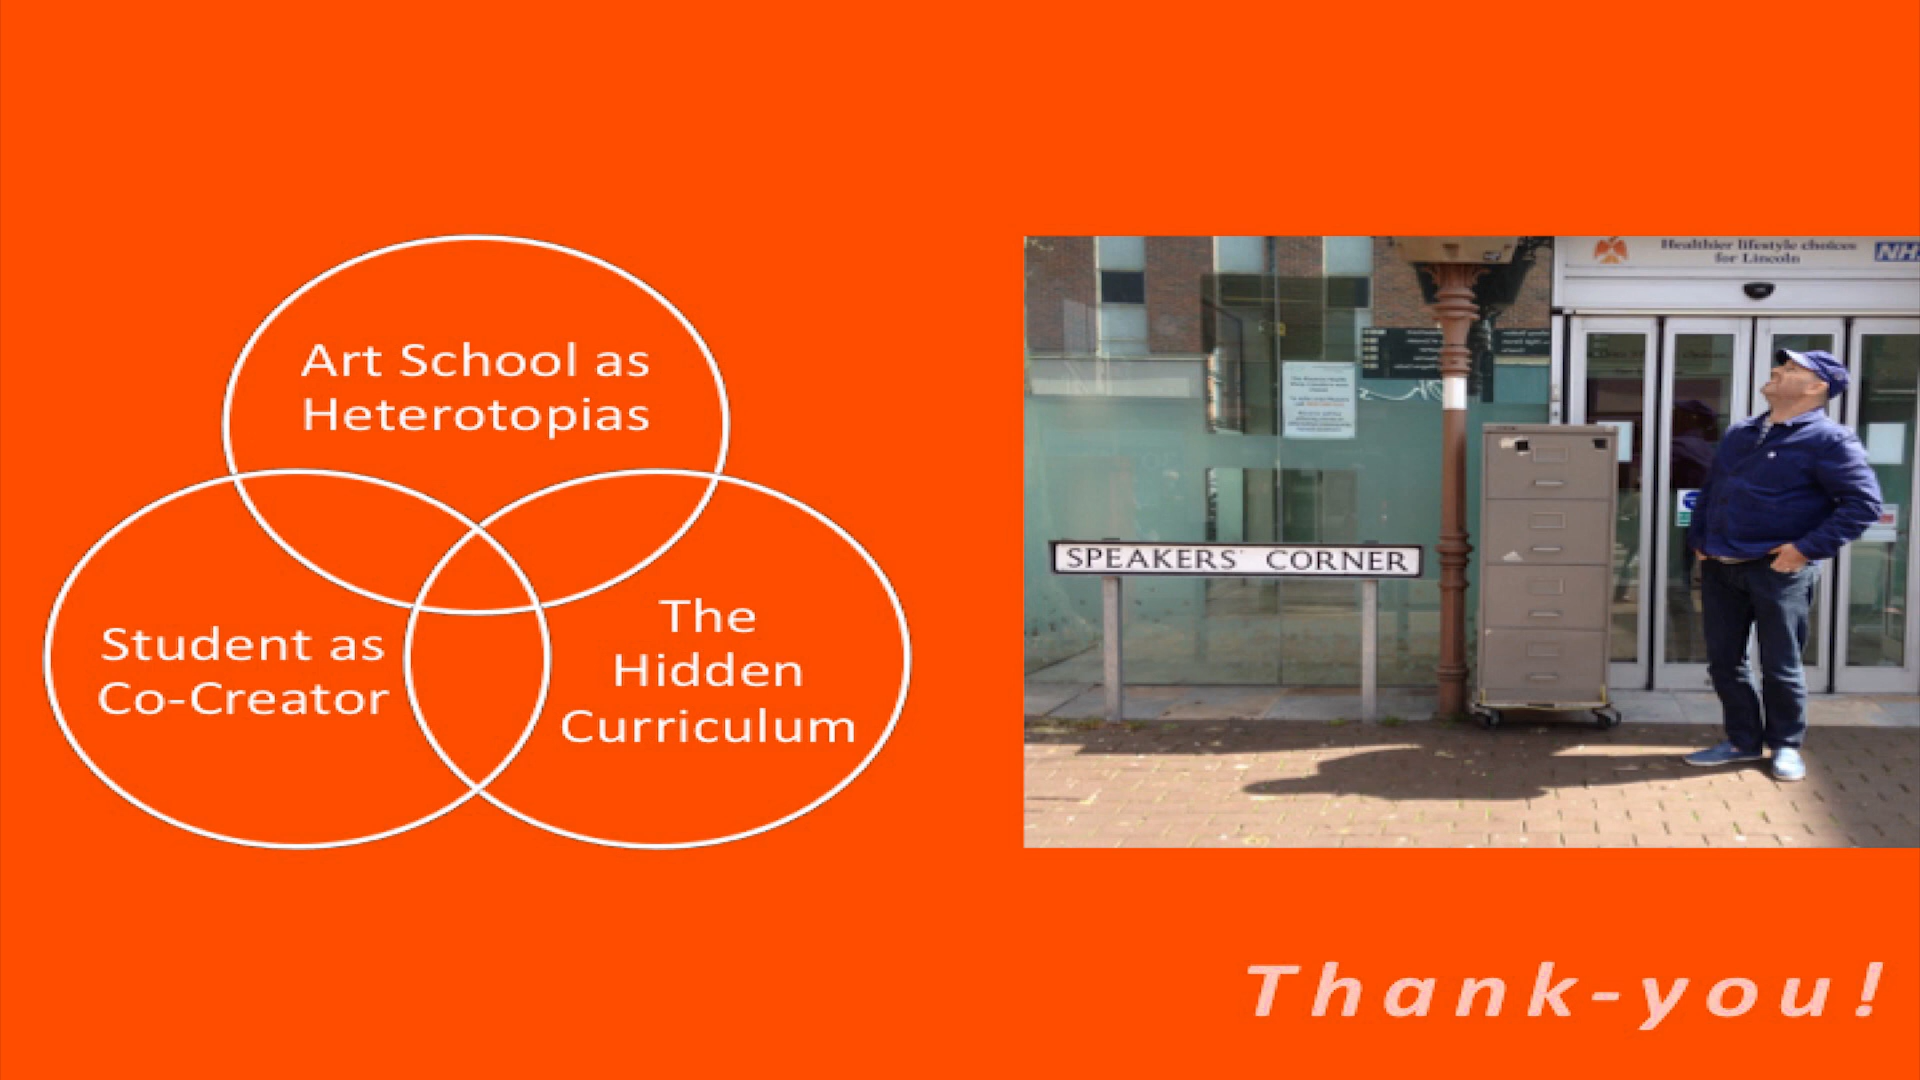 Art School as
Heterotopias
Student as
Co-Creator
The
Hidden
Curriculum
Healthier lifestyle choices
for Lincoln
NHS
SPEAKERS' CORNER
Thank-you!